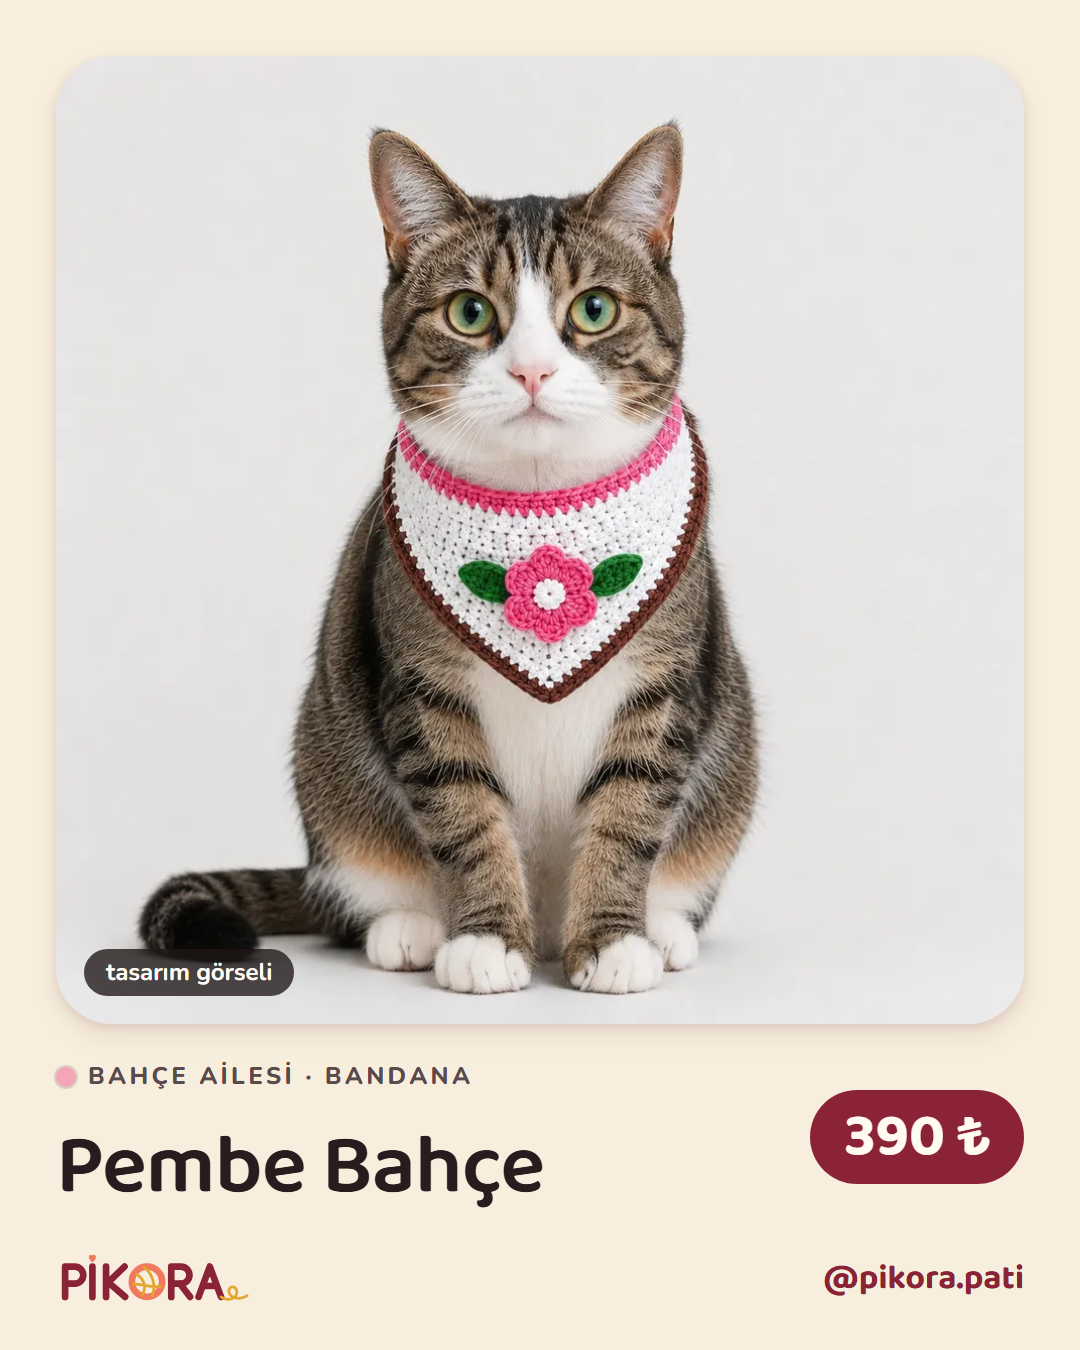 tasarım görseli
BAHÇE AİLESİ · BANDANA
Pembe Bahçe
390 ₺
PİKORA
@pikora.pati